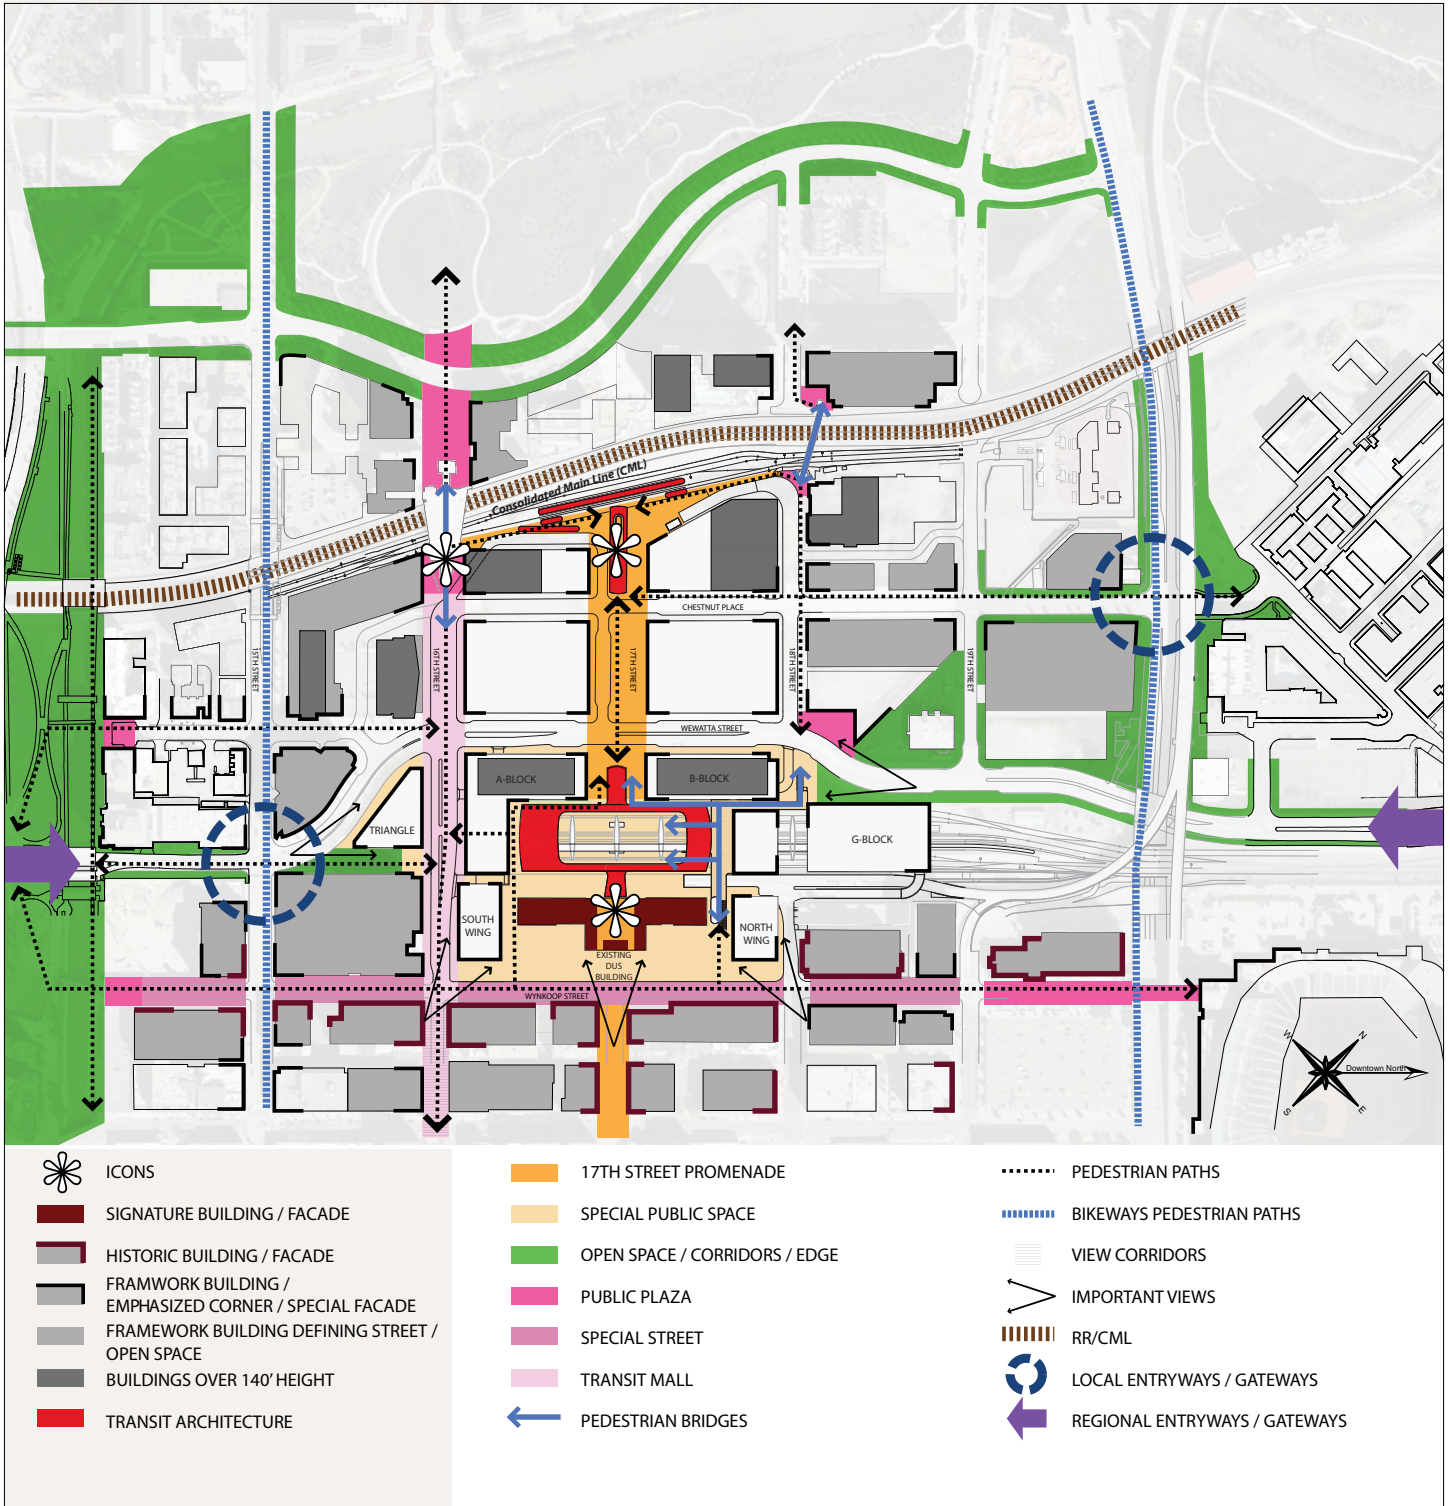 Consolidated Main Line (CML)
CHESTNUT PLACE
15TH STREET
16TH STREET
17TH STREET
18TH STREET
19TH STREET
WEWATTA STREET
A-BLOCK
B-BLOCK
TRIANGLE
G-BLOCK
SOUTH
WING
NORTH
WING
EXISTING
DUS
BUILDING
WYNKOOP STREET
W
N
Downtown North
S
E
ICONS
SIGNATURE BUILDING / FACADE
HISTORIC BUILDING / FACADE
FRAMWORK BUILDING /
EMPHASIZED CORNER / SPECIAL FACADE
FRAMEWORK BUILDING DEFINING STREET /
OPEN SPACE
BUILDINGS OVER 140' HEIGHT
TRANSIT ARCHITECTURE
17TH STREET PROMENADE
SPECIAL PUBLIC SPACE
OPEN SPACE / CORRIDORS / EDGE
PUBLIC PLAZA
SPECIAL STREET
TRANSIT MALL
PEDESTRIAN BRIDGES
PEDESTRIAN PATHS
BIKEWAYS PEDESTRIAN PATHS
VIEW CORRIDORS
IMPORTANT VIEWS
RR/CML
LOCAL ENTRYWAYS / GATEWAYS
REGIONAL ENTRYWAYS / GATEWAYS